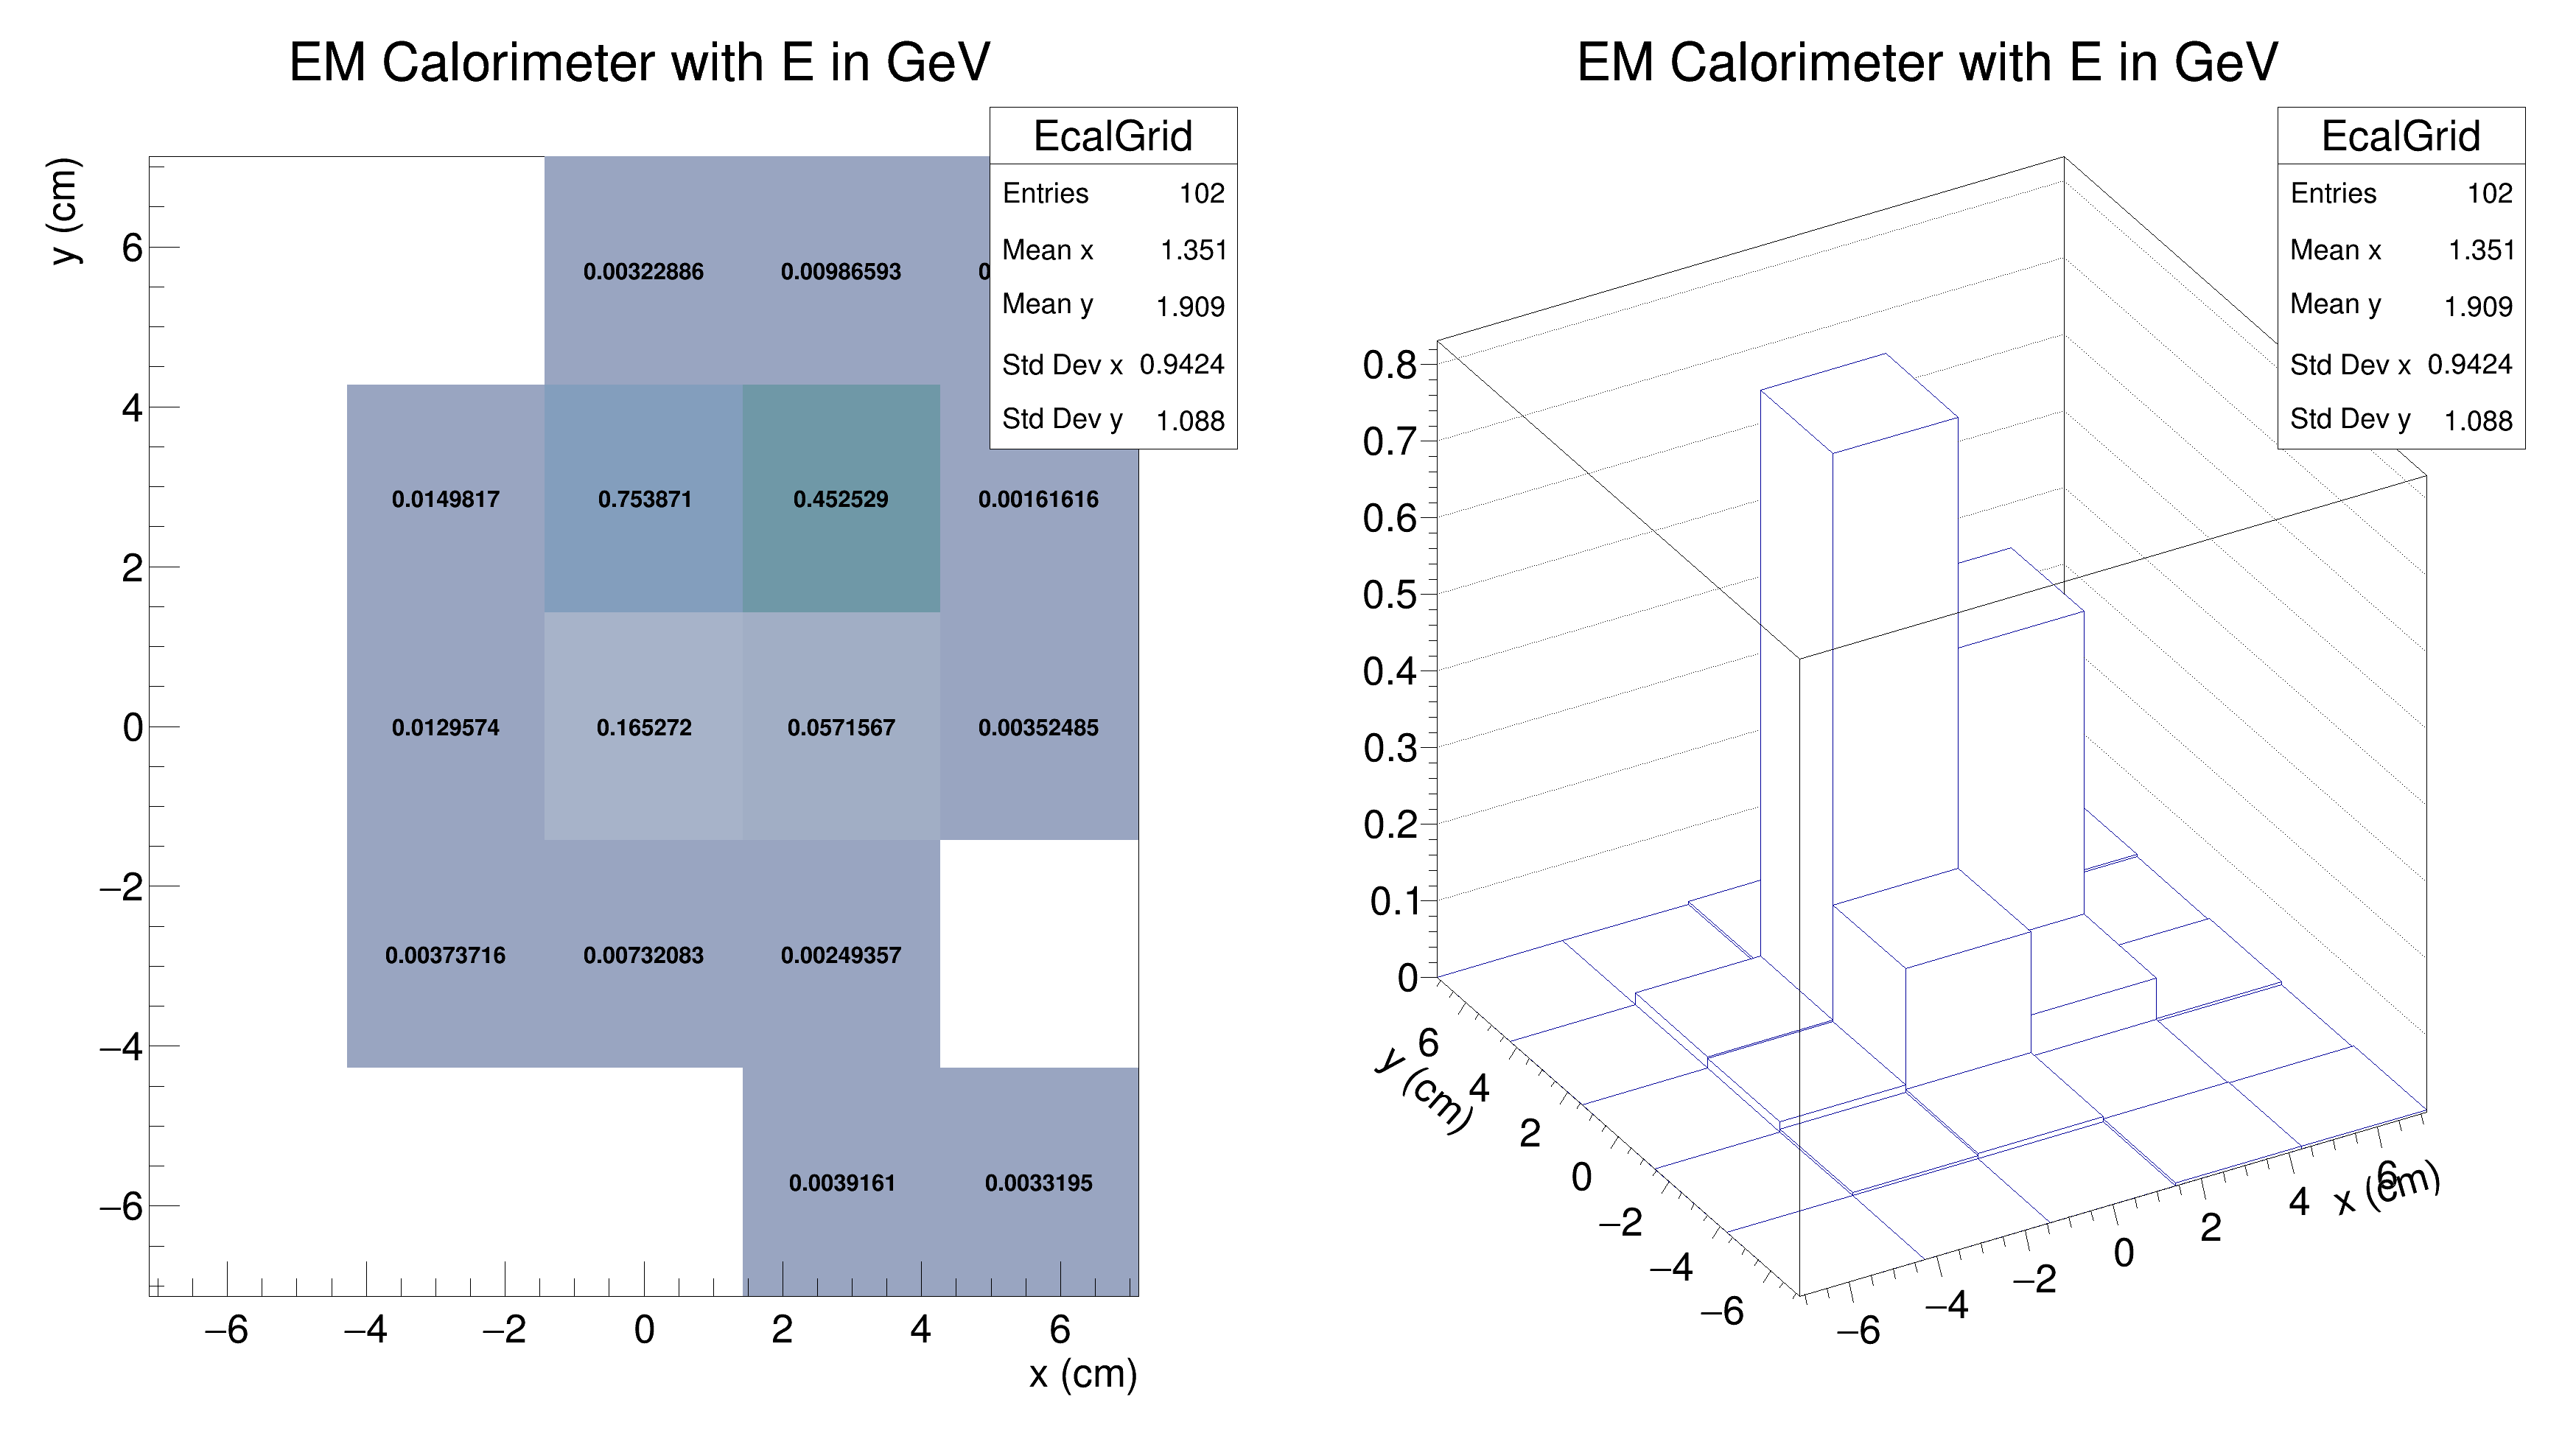 EM Calorimeter with E in GeV
EcalGrid
Entries 102
Mean x 1.351
Mean y 1.909
Std Dev x 0.9424
Std Dev y 1.088
y (cm)
6
4
2
0
−2
−4
−6
0.00322886 0.00986593
0.0149817 0.753871 0.452529 0.00161616
0.0129574 0.165272 0.0571567 0.00352485
0.00373716 0.00732083 0.00249357
0.0039161 0.0033195
−6 −4 −2 0 2 4 6
x (cm)
EM Calorimeter with E in GeV
EcalGrid
Entries 102
Mean x 1.351
Mean y 1.909
Std Dev x 0.9424
Std Dev y 1.088
0.8
0.7
0.6
0.5
0.4
0.3
0.2
0.1
0
y (cm)
6
4
2
0
−2
−4
−6
−6 −4 −2 0 2 4 6
x (cm)